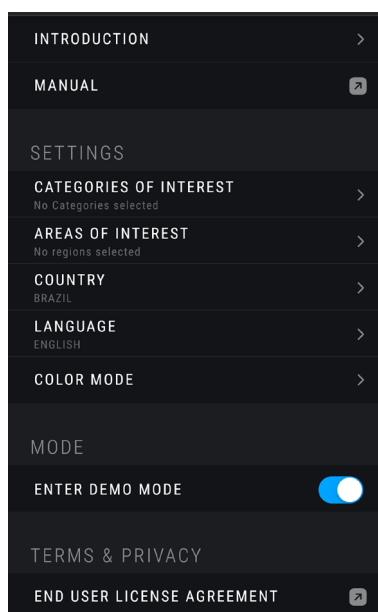 INTRODUCTION
MANUAL
SETTINGS
CATEGORIES OF INTEREST
No Categories selected
AREAS OF INTEREST
No regions selected
COUNTRY
BRAZIL
LANGUAGE
ENGLISH
COLOR MODE
MODE
ENTER DEMO MODE
TERMS & PRIVACY
END USER LICENSE AGREEMENT